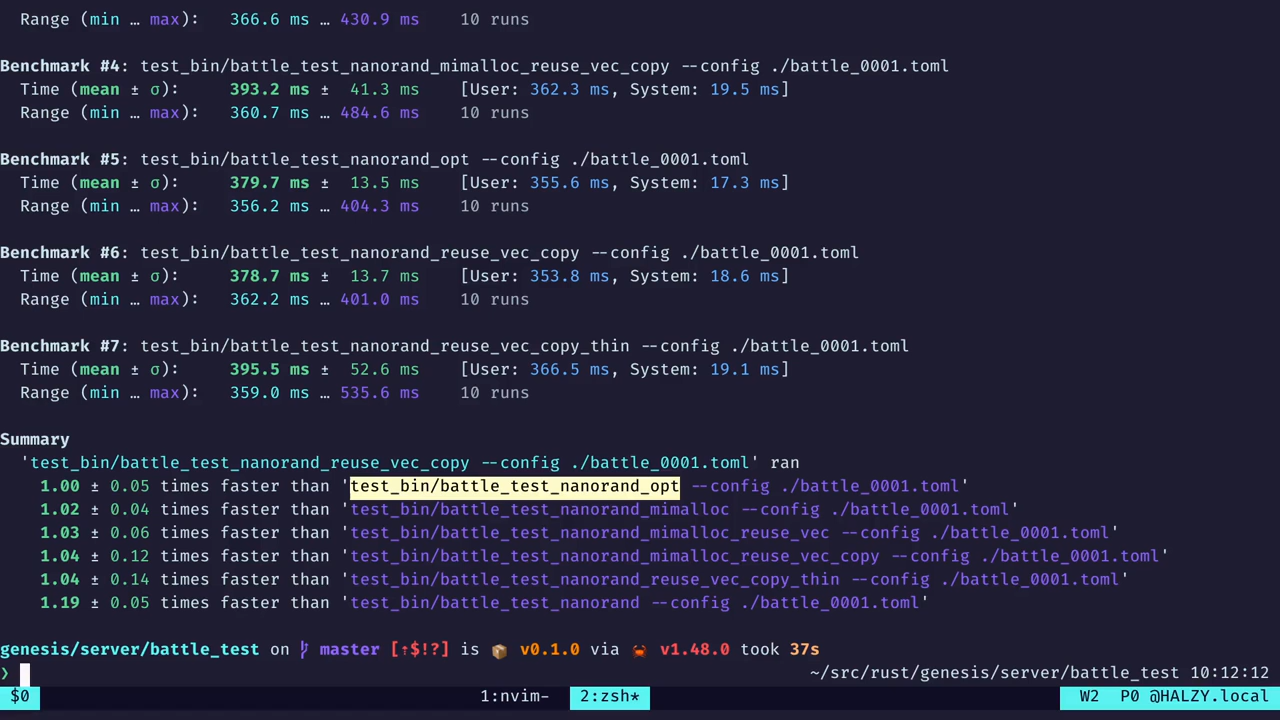 Range (min … max):   366.6 ms … 430.9 ms    10 runs
Benchmark #4: test_bin/battle_test_nanorand_mimalloc_reuse_vec_copy --config ./battle_0001.toml
Time (mean ± σ):     393.2 ms ±  41.3 ms    [User: 362.3 ms, System: 19.5 ms]
Range (min … max):   360.7 ms … 484.6 ms    10 runs
Benchmark #5: test_bin/battle_test_nanorand_opt --config ./battle_0001.toml
Time (mean ± σ):     379.7 ms ±  13.5 ms    [User: 355.6 ms, System: 17.3 ms]
Range (min … max):   356.2 ms … 404.3 ms    10 runs
Benchmark #6: test_bin/battle_test_nanorand_reuse_vec_copy --config ./battle_0001.toml
Time (mean ± σ):     378.7 ms ±  13.7 ms    [User: 353.8 ms, System: 18.6 ms]
Range (min … max):   362.2 ms … 401.0 ms    10 runs
Benchmark #7: test_bin/battle_test_nanorand_reuse_vec_copy_thin --config ./battle_0001.toml
Time (mean ± σ):     395.5 ms ±  52.6 ms    [User: 366.5 ms, System: 19.1 ms]
Range (min … max):   359.0 ms … 535.6 ms    10 runs
Summary
'test_bin/battle_test_nanorand_reuse_vec_copy --config ./battle_0001.toml' ran
1.00 ± 0.05 times faster than 'test_bin/battle_test_nanorand_opt --config ./battle_0001.toml'
1.02 ± 0.04 times faster than 'test_bin/battle_test_nanorand_mimalloc --config ./battle_0001.toml'
1.03 ± 0.06 times faster than 'test_bin/battle_test_nanorand_mimalloc_reuse_vec --config ./battle_0001.toml'
1.04 ± 0.12 times faster than 'test_bin/battle_test_nanorand_mimalloc_reuse_vec_copy --config ./battle_0001.toml'
1.04 ± 0.14 times faster than 'test_bin/battle_test_nanorand_reuse_vec_copy_thin --config ./battle_0001.toml'
1.19 ± 0.05 times faster than 'test_bin/battle_test_nanorand --config ./battle_0001.toml'
genesis/server/battle_test on master [↑$!?] is 📦 v0.1.0 via 🦀 v1.48.0 took 37s
❯ ~/src/rust/genesis/server/battle_test 10:12:12
$0 1:nvim- 2:zsh* W2 P0 @HALZY.local